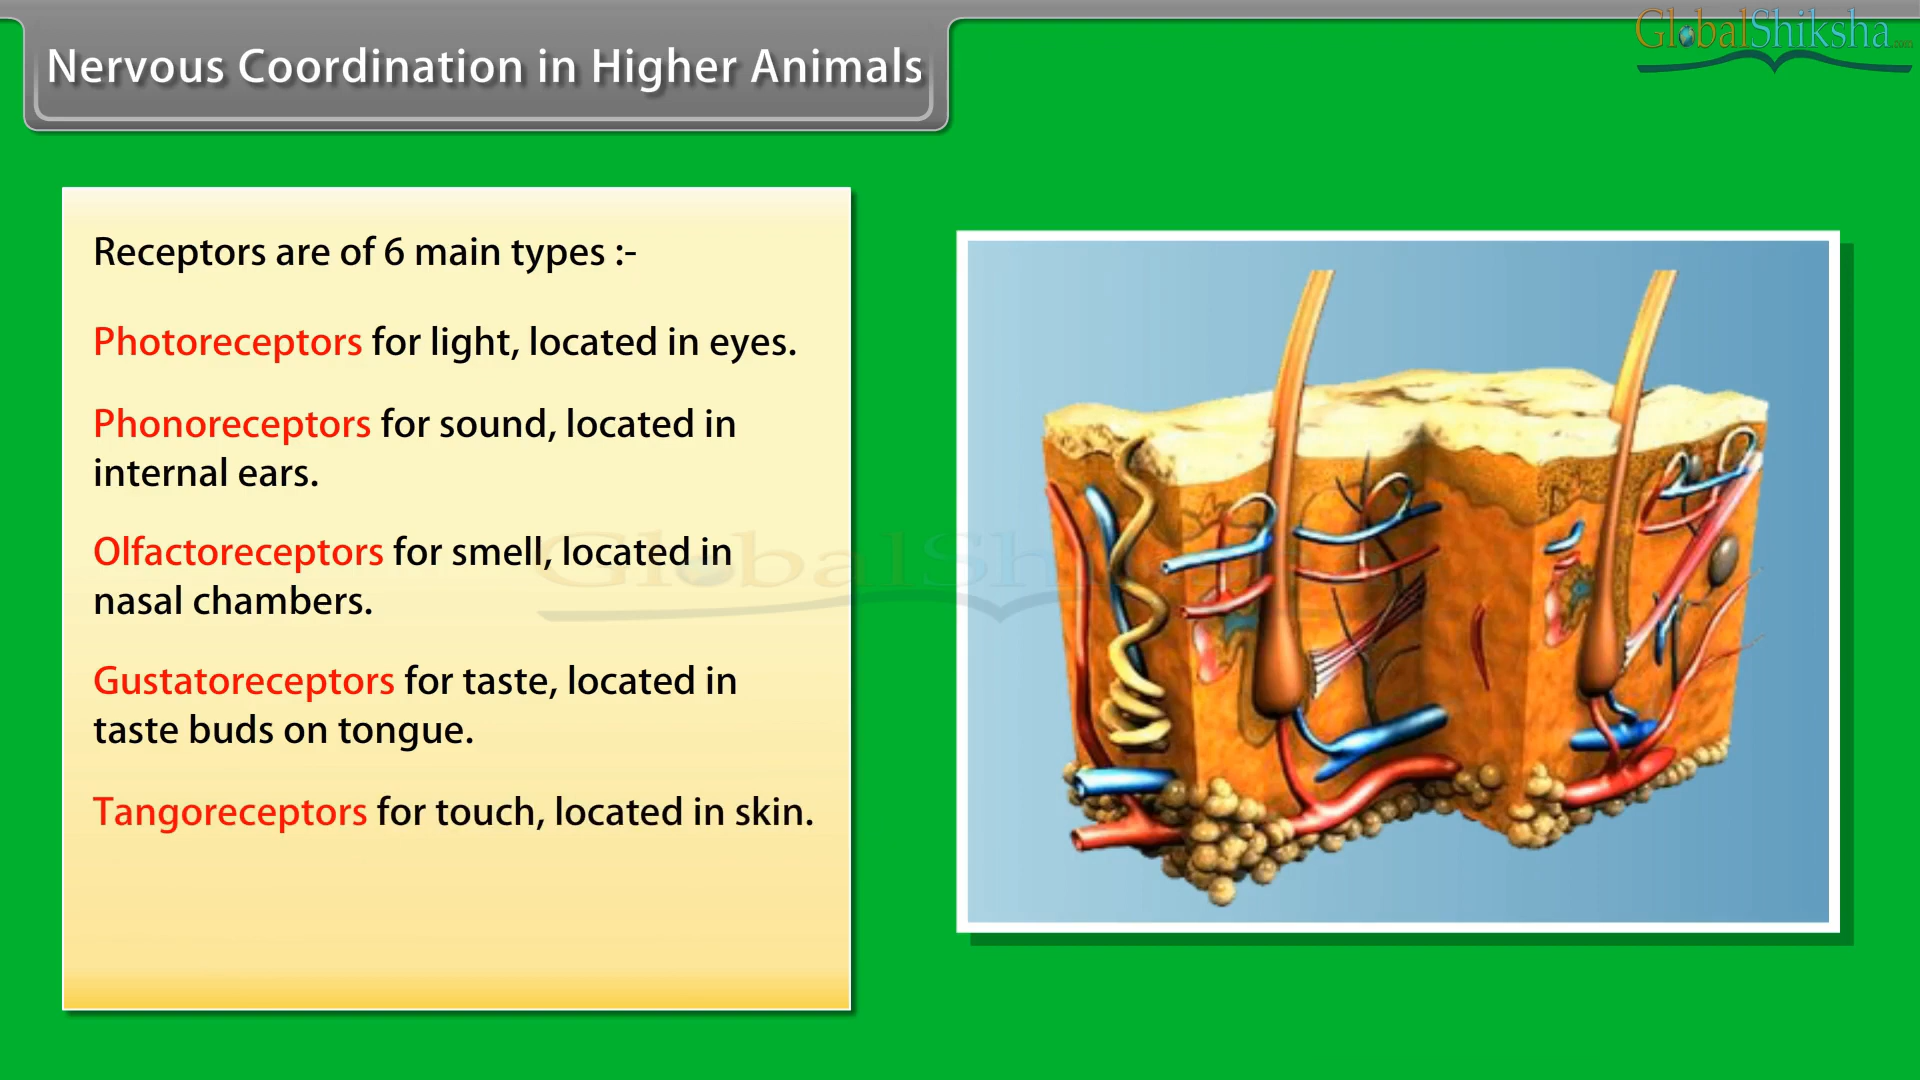 Nervous Coordination in Higher Animals
GlobalShiksha.com
Receptors are of 6 main types :-
Photoreceptors for light, located in eyes.
Phonoreceptors for sound, located in
internal ears.
Olfactoreceptors for smell, located in
nasal chambers.
Gustatoreceptors for taste, located in
taste buds on tongue.
Tangoreceptors for touch, located in skin.